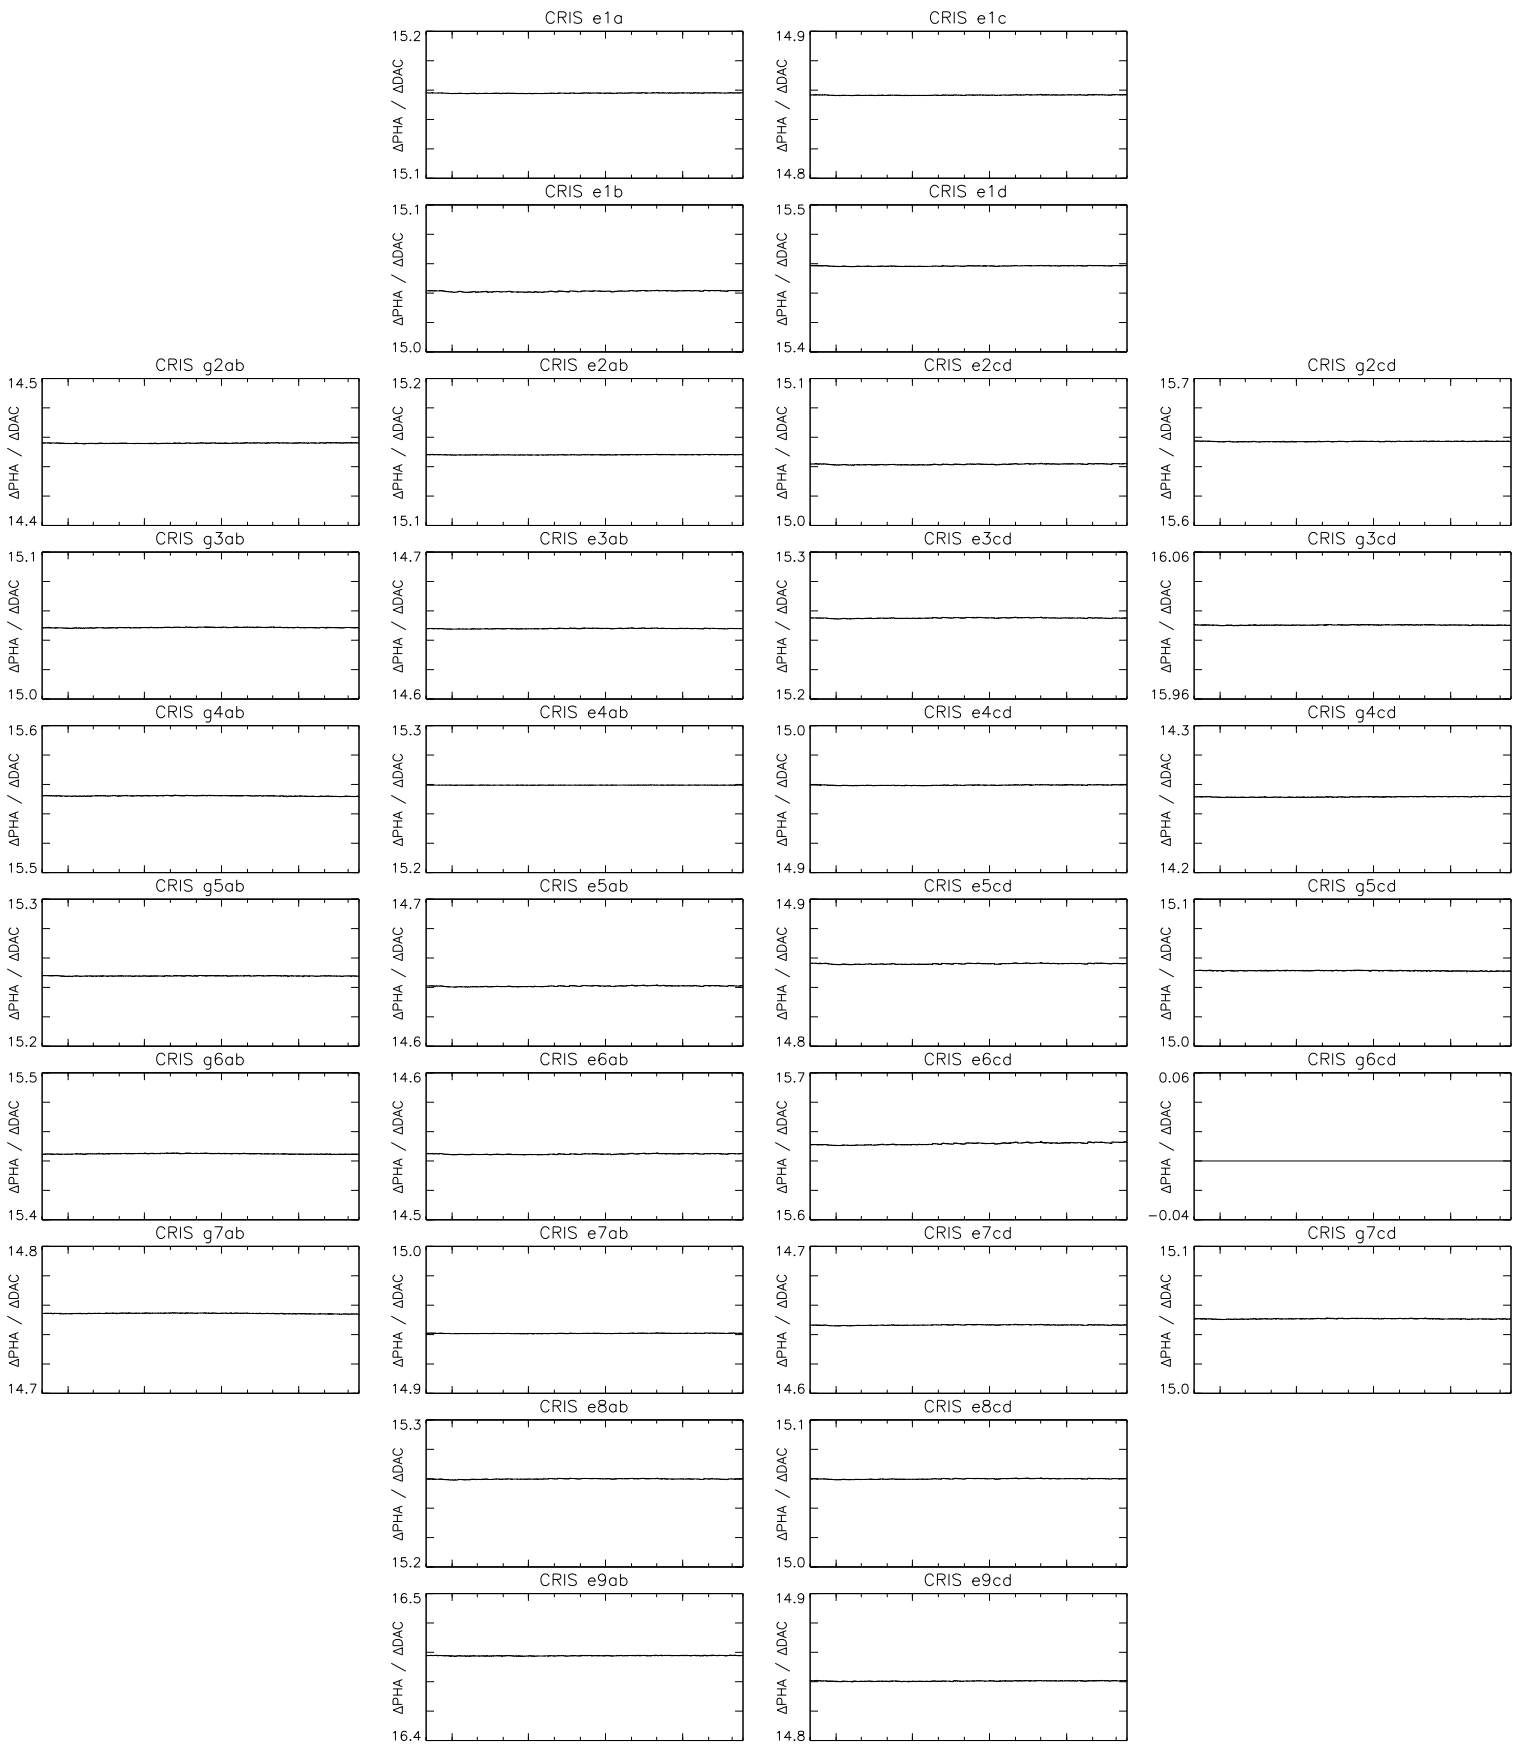 CRIS e1a
15.2
ΔPHA / ΔDAC
15.1
CRIS e1c
14.9
ΔPHA / ΔDAC
14.8
CRIS e1b
15.1
ΔPHA / ΔDAC
15.0
CRIS e1d
15.5
ΔPHA / ΔDAC
15.4
CRIS g2ab
14.5
ΔPHA / ΔDAC
14.4
CRIS e2ab
15.2
ΔPHA / ΔDAC
15.1
CRIS e2cd
15.1
ΔPHA / ΔDAC
15.0
CRIS g2cd
15.7
ΔPHA / ΔDAC
15.6
CRIS g3ab
15.1
ΔPHA / ΔDAC
15.0
CRIS e3ab
14.7
ΔPHA / ΔDAC
14.6
CRIS e3cd
15.3
ΔPHA / ΔDAC
15.2
CRIS g3cd
16.06
ΔPHA / ΔDAC
15.96
CRIS g4ab
15.6
ΔPHA / ΔDAC
15.5
CRIS e4ab
15.3
ΔPHA / ΔDAC
15.2
CRIS e4cd
15.0
ΔPHA / ΔDAC
14.9
CRIS g4cd
14.3
ΔPHA / ΔDAC
14.2
CRIS g5ab
15.3
ΔPHA / ΔDAC
15.2
CRIS e5ab
14.7
ΔPHA / ΔDAC
14.6
CRIS e5cd
14.9
ΔPHA / ΔDAC
14.8
CRIS g5cd
15.1
ΔPHA / ΔDAC
15.0
CRIS g6ab
15.5
ΔPHA / ΔDAC
15.4
CRIS e6ab
14.6
ΔPHA / ΔDAC
14.5
CRIS e6cd
15.7
ΔPHA / ΔDAC
15.6
CRIS g6cd
0.06
ΔPHA / ΔDAC
−0.04
CRIS g7ab
14.8
ΔPHA / ΔDAC
14.7
CRIS e7ab
15.0
ΔPHA / ΔDAC
14.9
CRIS e7cd
14.7
ΔPHA / ΔDAC
14.6
CRIS g7cd
15.1
ΔPHA / ΔDAC
15.0
CRIS e8ab
15.3
ΔPHA / ΔDAC
15.2
CRIS e8cd
15.1
ΔPHA / ΔDAC
15.0
CRIS e9ab
16.5
ΔPHA / ΔDAC
16.4
CRIS e9cd
14.9
ΔPHA / ΔDAC
14.8